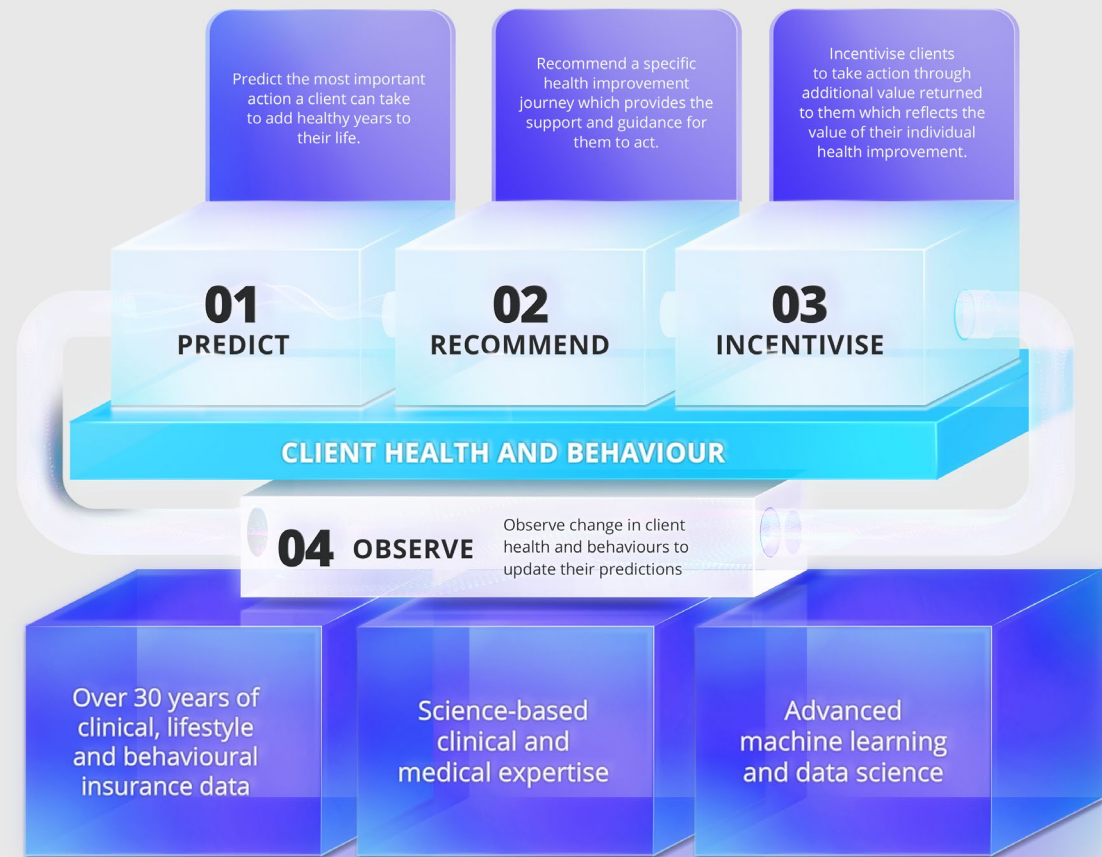 Predict the most important
action a client can take
to add healthy years to
their life.
Recommend a specific
health improvement
journey which provides the
support and guidance for
them to act.
Incentivise clients
to take action through
additional value returned
to them which reflects the
value of their individual
health improvement.
01
PREDICT
02
RECOMMEND
03
INCENTIVISE
CLIENT HEALTH AND BEHAVIOUR
04 OBSERVE
Observe change in client
health and behaviours to
update their predictions
Over 30 years of
clinical, lifestyle
and behavioural
insurance data
Science-based
clinical and
medical expertise
Advanced
machine learning
and data science